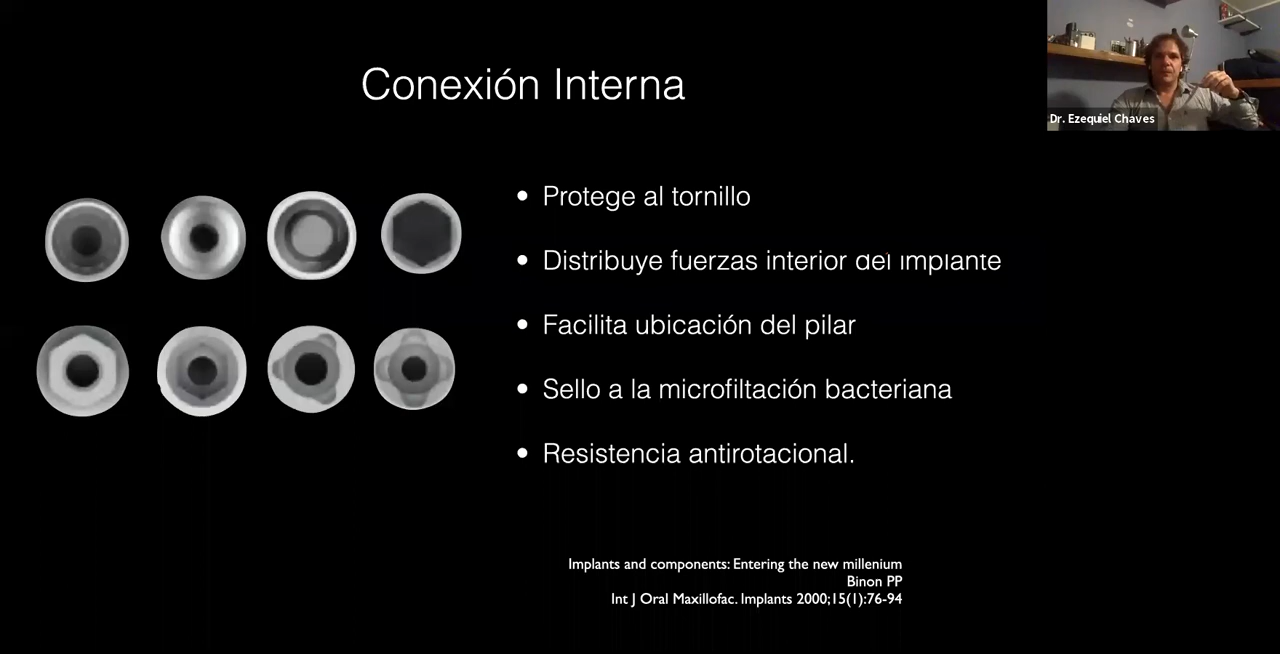 Conexión Interna
Dr. Ezequiel Chaves
• Protege al tornillo
• Distribuye fuerzas interior del implante
• Facilita ubicación del pilar
• Sello a la microfiltación bacteriana
• Resistencia antirotacional.
Implants and components: Entering the new millenium
Binon PP
Int J Oral Maxillofac. Implants 2000;15(1):76-94